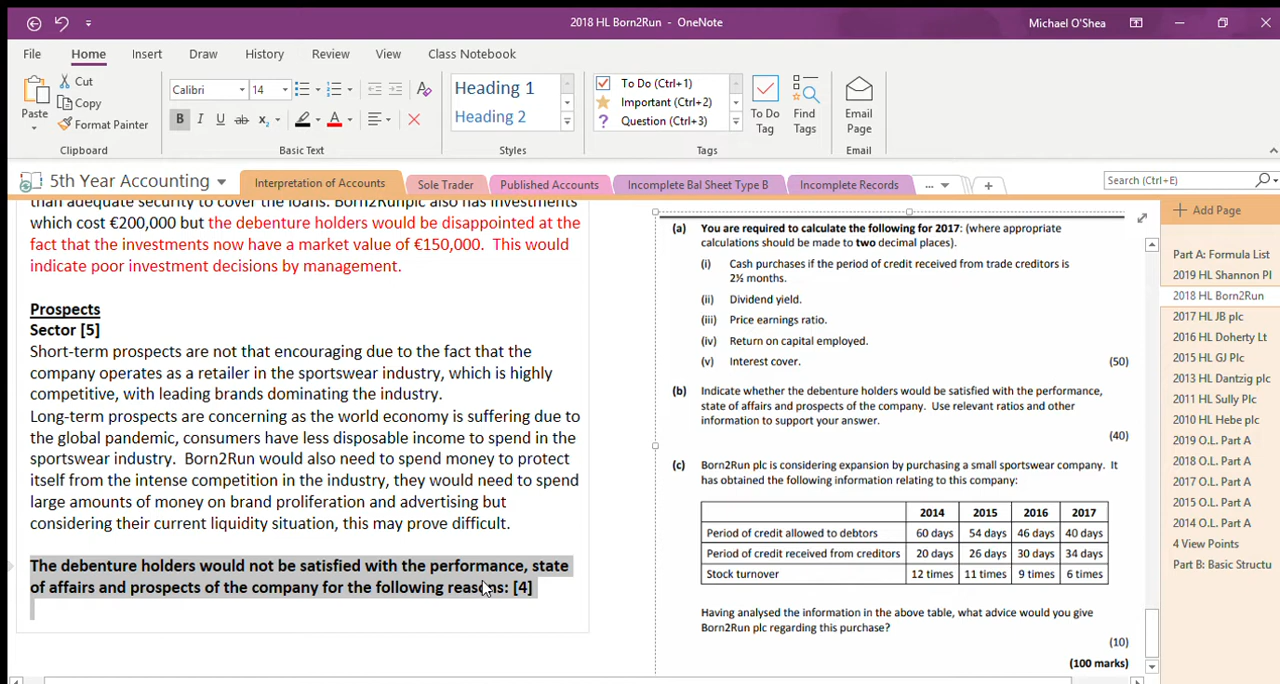 2018 HL Born2Run - OneNote
Michael O'Shea
File Home Insert Draw History Review View Class Notebook
Paste
Cut
Copy
Format Painter
Clipboard
Calibri 14
B I U ab x₂ A
Basic Text
Heading 1
Heading 2
Styles
To Do (Ctrl+1)
Important (Ctrl+2)
Question (Ctrl+3)
To Do
Tag
Find
Tags
Tags
Email
Page
Email
5th Year Accounting
Interpretation of Accounts Sole Trader Published Accounts Incomplete Bal Sheet Type B Incomplete Records ... +
Search (Ctrl+E)
than adequate security to cover the loans. Born2Runplc also has investments
which cost €200,000 but the debenture holders would be disappointed at the
fact that the investments now have a market value of €150,000. This would
indicate poor investment decisions by management.
Prospects
Sector [5]
Short-term prospects are not that encouraging due to the fact that the
company operates as a retailer in the sportswear industry, which is highly
competitive, with leading brands dominating the industry.
Long-term prospects are concerning as the world economy is suffering due to
the global pandemic, consumers have less disposable income to spend in the
sportswear industry. Born2Run would also need to spend money to protect
itself from the intense competition in the industry, they would need to spend
large amounts of money on brand proliferation and advertising but
considering their current liquidity situation, this may prove difficult.
The debenture holders would not be satisfied with the performance, state
of affairs and prospects of the company for the following reasons: [4]
(a) You are required to calculate the following for 2017: (where appropriate
calculations should be made to two decimal places).
(i) Cash purchases if the period of credit received from trade creditors is
2½ months.
(ii) Dividend yield.
(iii) Price earnings ratio.
(iv) Return on capital employed.
(v) Interest cover. (50)
(b) Indicate whether the debenture holders would be satisfied with the performance,
state of affairs and prospects of the company. Use relevant ratios and other
information to support your answer.
(40)
(c) Born2Run plc is considering expansion by purchasing a small sportswear company. It
has obtained the following information relating to this company:
2014 2015 2016 2017
Period of credit allowed to debtors 60 days 54 days 46 days 40 days
Period of credit received from creditors 20 days 26 days 30 days 34 days
Stock turnover 12 times 11 times 9 times 6 times
Having analysed the information in the above table, what advice would you give
Born2Run plc regarding this purchase?
(10)
(100 marks)
Add Page
Part A: Formula List
2019 HL Shannon Pl
2018 HL Born2Run
2017 HL JB plc
2016 HL Doherty Lt
2015 HL GJ Plc
2013 HL Dantzig plc
2011 HL Sully Plc
2010 HL Hebe plc
2019 O.L. Part A
2018 O.L. Part A
2017 O.L. Part A
2015 O.L. Part A
2014 O.L. Part A
4 View Points
Part B: Basic Structu